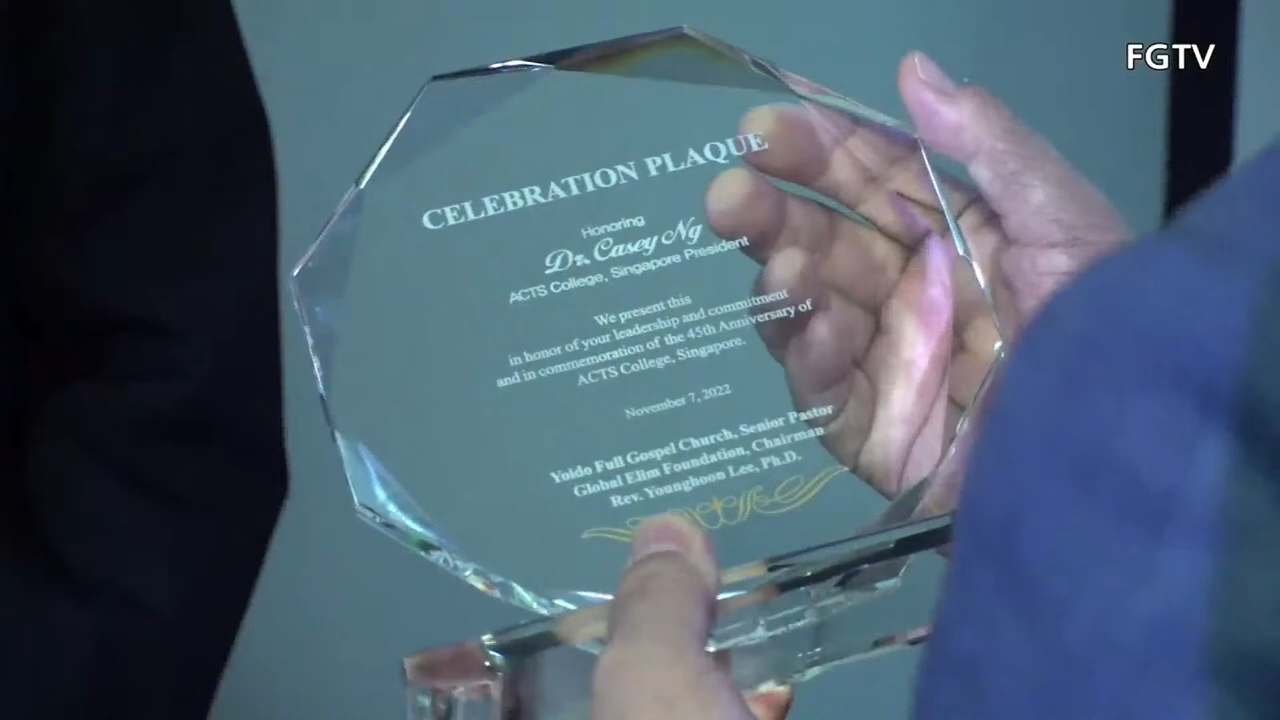 FGTV
CELEBRATION PLAQUE
Honoring
Dr. Casey Ng
ACTS College, Singapore President
We present this
in honor of your leadership and commitment
and in commemoration of the 45th Anniversary of
ACTS College, Singapore.
November 7, 2022
Yoido Full Gospel Church, Senior Pastor
Global Elim Foundation, Chairman
Rev. Younghoon Lee, Ph.D.